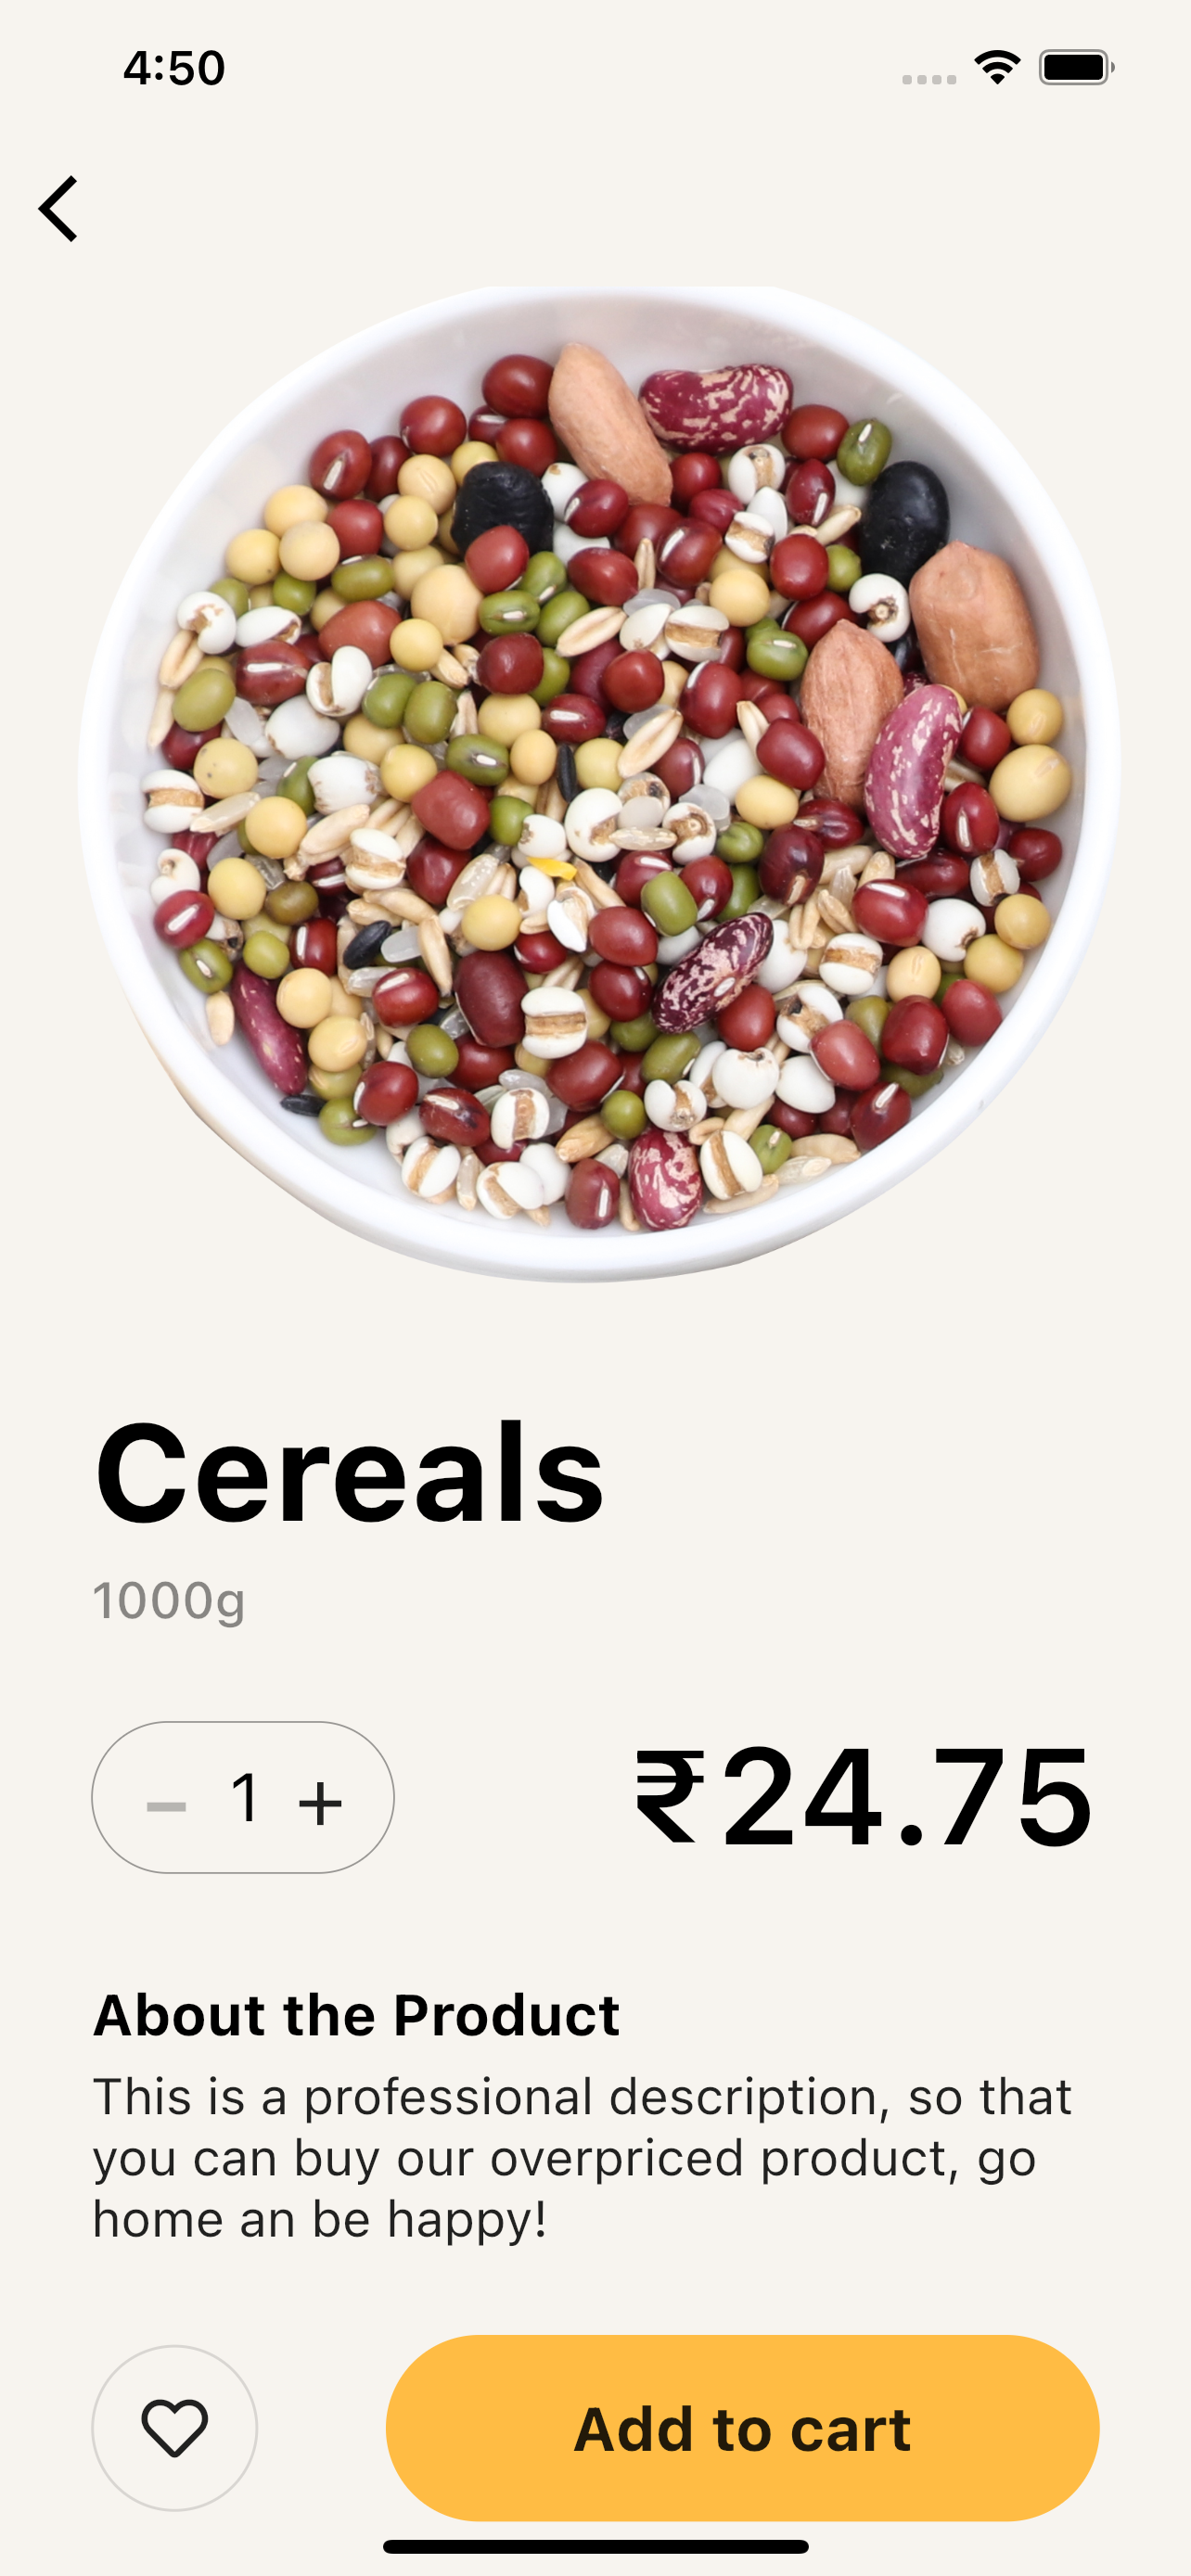 4:50
Cereals
1000g
1 +
₹24.75
About the Product
This is a professional description, so that
you can buy our overpriced product, go
home an be happy!
Add to cart